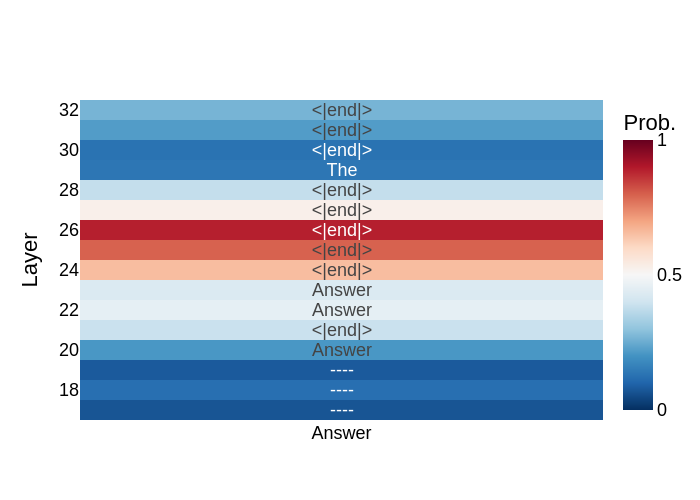 Prob.
32 <|end|>
<|end|>
30 <|end|>
The
28 <|end|>
<|end|>
26 <|end|>
<|end|>
24 <|end|>
Answer
22 Answer
<|end|>
20 Answer
----
18 ----
----
Answer
Layer
1
0.5
0